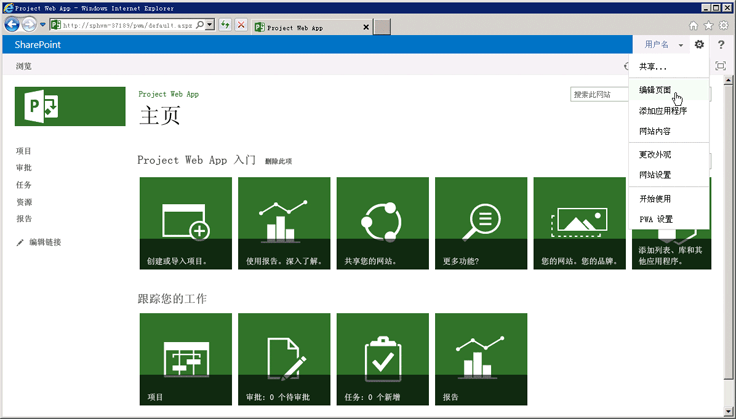 Project Web App - Windows Internet Explorer
http://sphvm-37189/pwa/default.aspx
Project Web App
SharePoint
用户名
?
浏览
共享...
编辑页面
添加应用程序
网站内容
更改外观
网站设置
开始使用
PWA 设置
Project Web App
主页
搜索此网站
项目
审批
任务
资源
报告
编辑链接
Project Web App 入门 删除此项
创建或导入项目。
使用报告。深入了解。
共享您的网站。
更多功能?
您的网站。您的品牌。
添加列表、库和其
他应用程序。
跟踪您的工作
项目
审批: 0 个待审批
任务: 0 个新增
报告